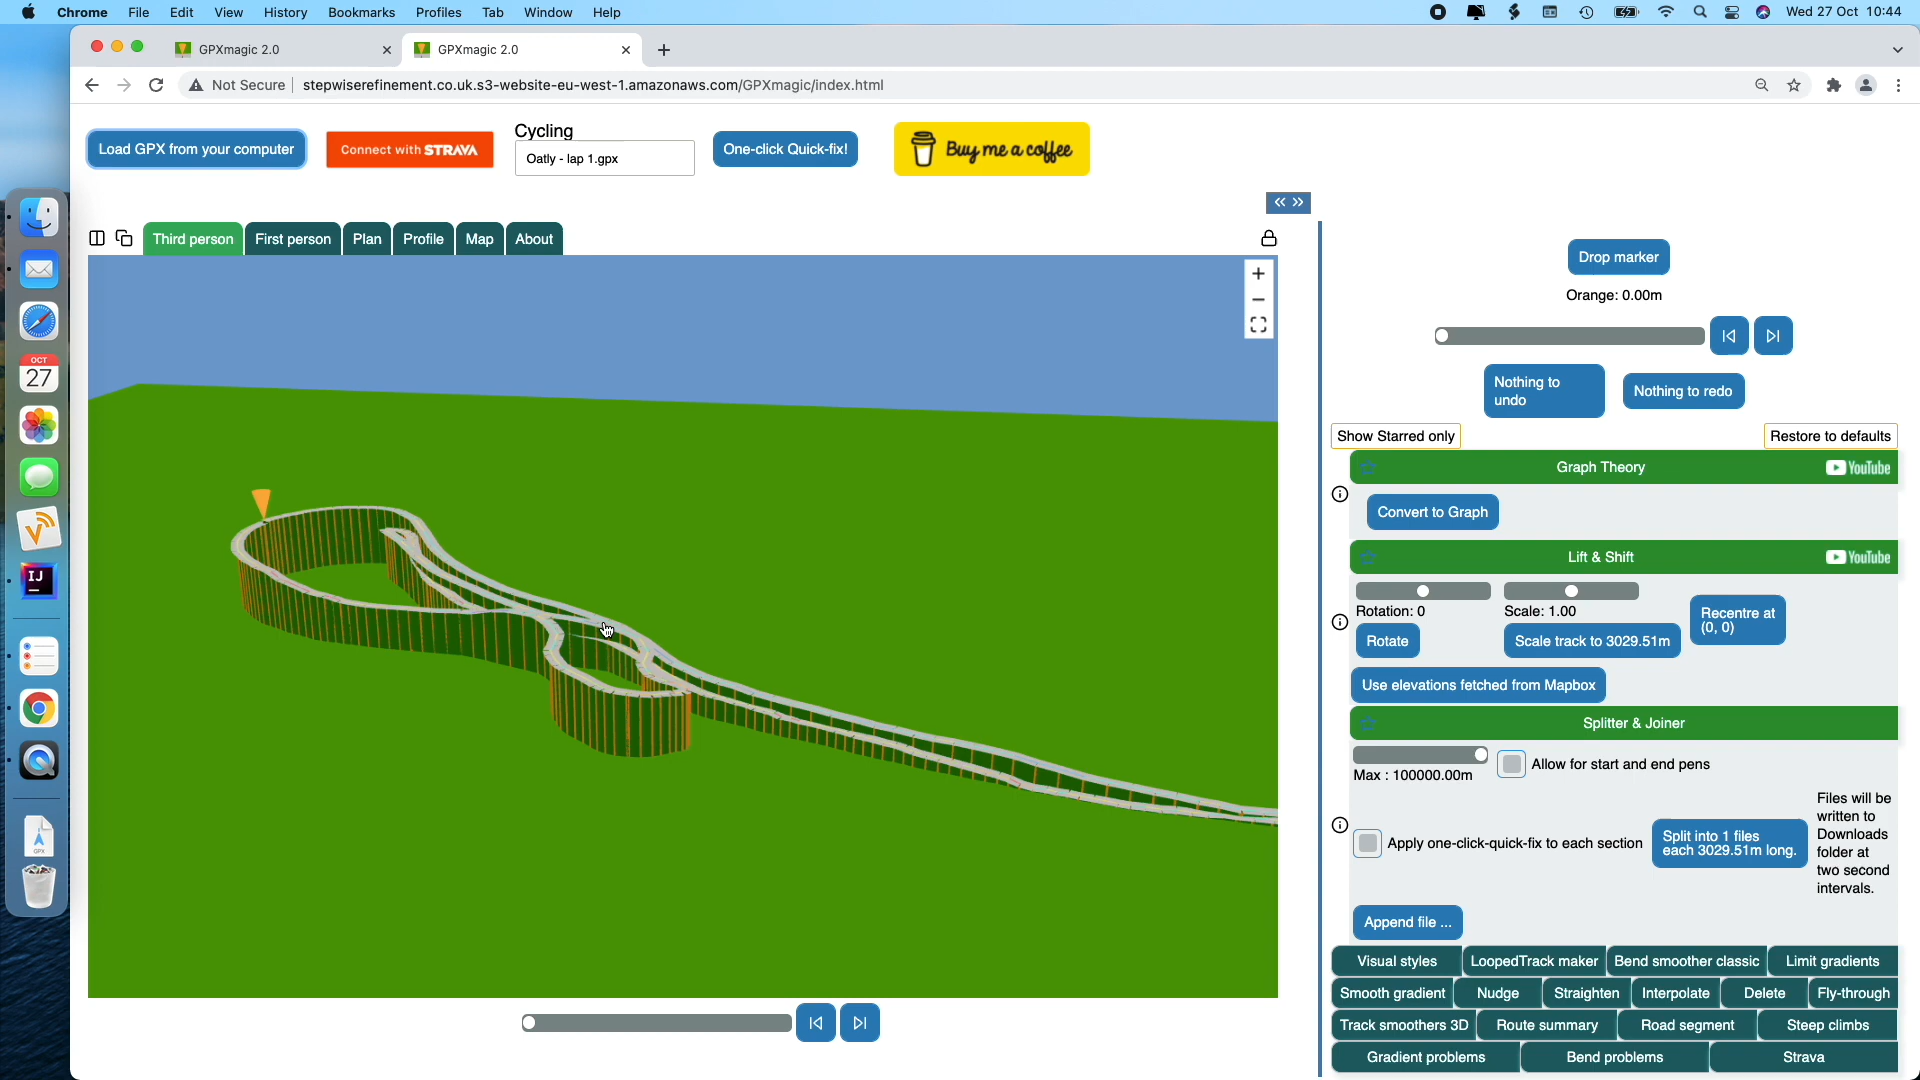 Chrome File Edit View History Bookmarks Profiles Tab Window Help
Wed 27 Oct 10:44
GPXmagic 2.0
GPXmagic 2.0
Not Secure
stepwiserefinement.co.uk.s3-website-eu-west-1.amazonaws.com/GPXmagic/index.html
Load GPX from your computer
Connect with STRAVA
Cycling
Oatly - lap 1.gpx
One-click Quick-fix!
Buy me a coffee
Third person
First person
Plan
Profile
Map
About
Drop marker
Orange: 0.00m
Nothing to
undo
Nothing to redo
Show Starred only
Restore to defaults
Graph Theory
YouTube
Convert to Graph
Lift & Shift
YouTube
Rotation: 0
Scale: 1.00
Recentre at
(0, 0)
Rotate
Scale track to 3029.51m
Use elevations fetched from Mapbox
Splitter & Joiner
Max : 100000.00m
Allow for start and end pens
Apply one-click-quick-fix to each section
Split into 1 files
each 3029.51m long.
Files will be
written to
Downloads
folder at
two second
intervals.
Append file ...
Visual styles
LoopedTrack maker
Bend smoother classic
Limit gradients
Smooth gradient
Nudge
Straighten
Interpolate
Delete
Fly-through
Track smoothers 3D
Route summary
Road segment
Steep climbs
Gradient problems
Bend problems
Strava
OCT
27
IJ
GPX